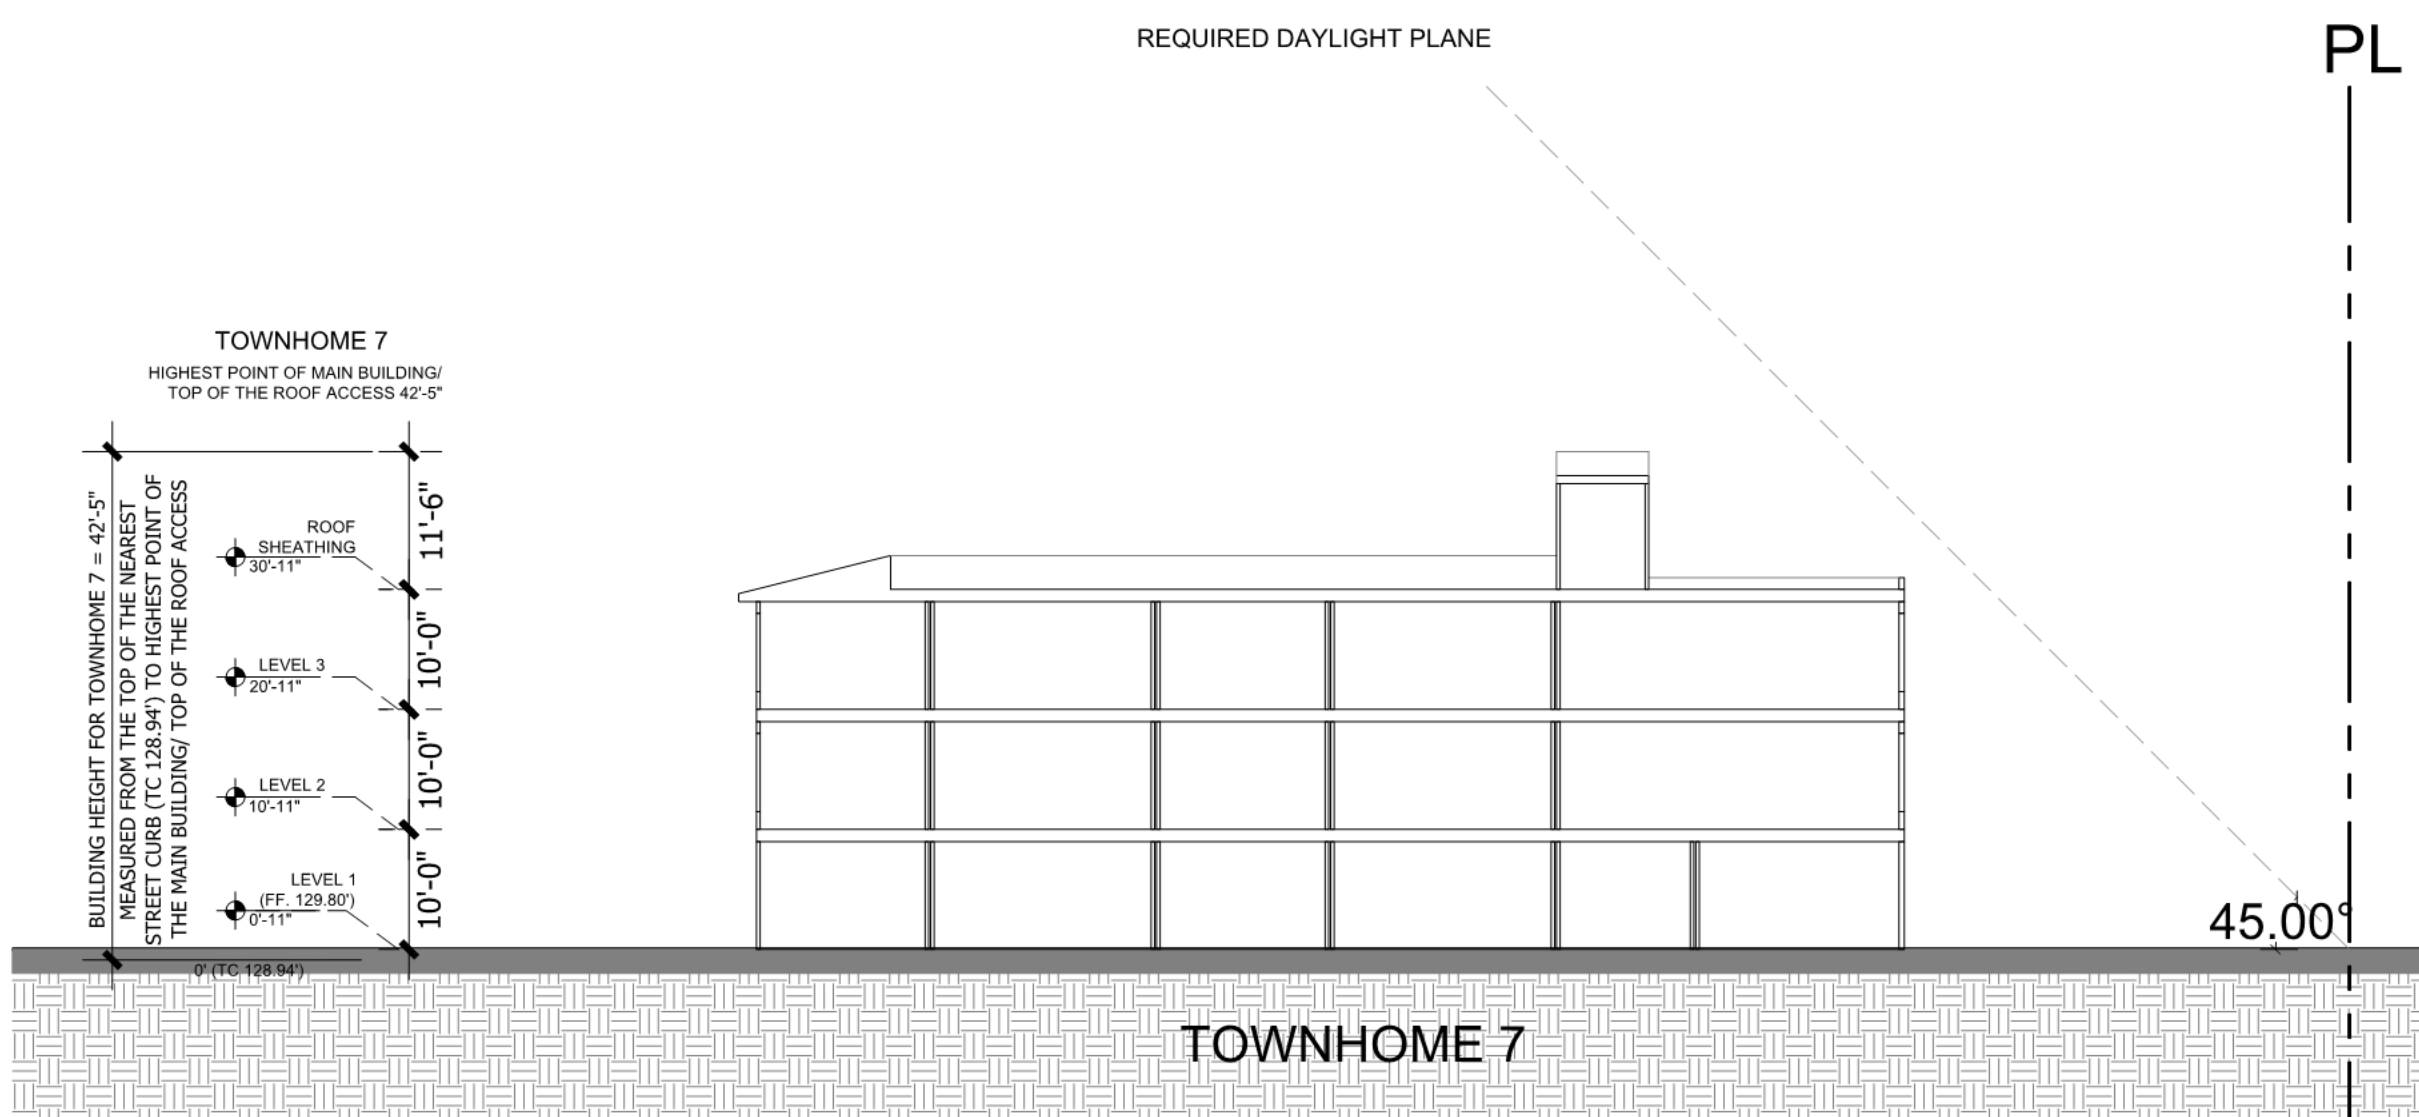 REQUIRED DAYLIGHT PLANE
PL
TOWNHOME 7
HIGHEST POINT OF MAIN BUILDING/
TOP OF THE ROOF ACCESS 42'-5"
BUILDING HEIGHT FOR TOWNHOME 7 = 42'-5"
MEASURED FROM THE TOP OF THE NEAREST
STREET CURB (TC 128.94') TO HIGHEST POINT OF
THE MAIN BUILDING/ TOP OF THE ROOF ACCESS
ROOF
SHEATHING
30'-11"
11'-6"
LEVEL 3
20'-11"
10'-0"
LEVEL 2
10'-11"
10'-0"
LEVEL 1
(FF. 129.80')
0'-11"
10'-0"
0' (TC 128.94')
45.00°
TOWNHOME 7